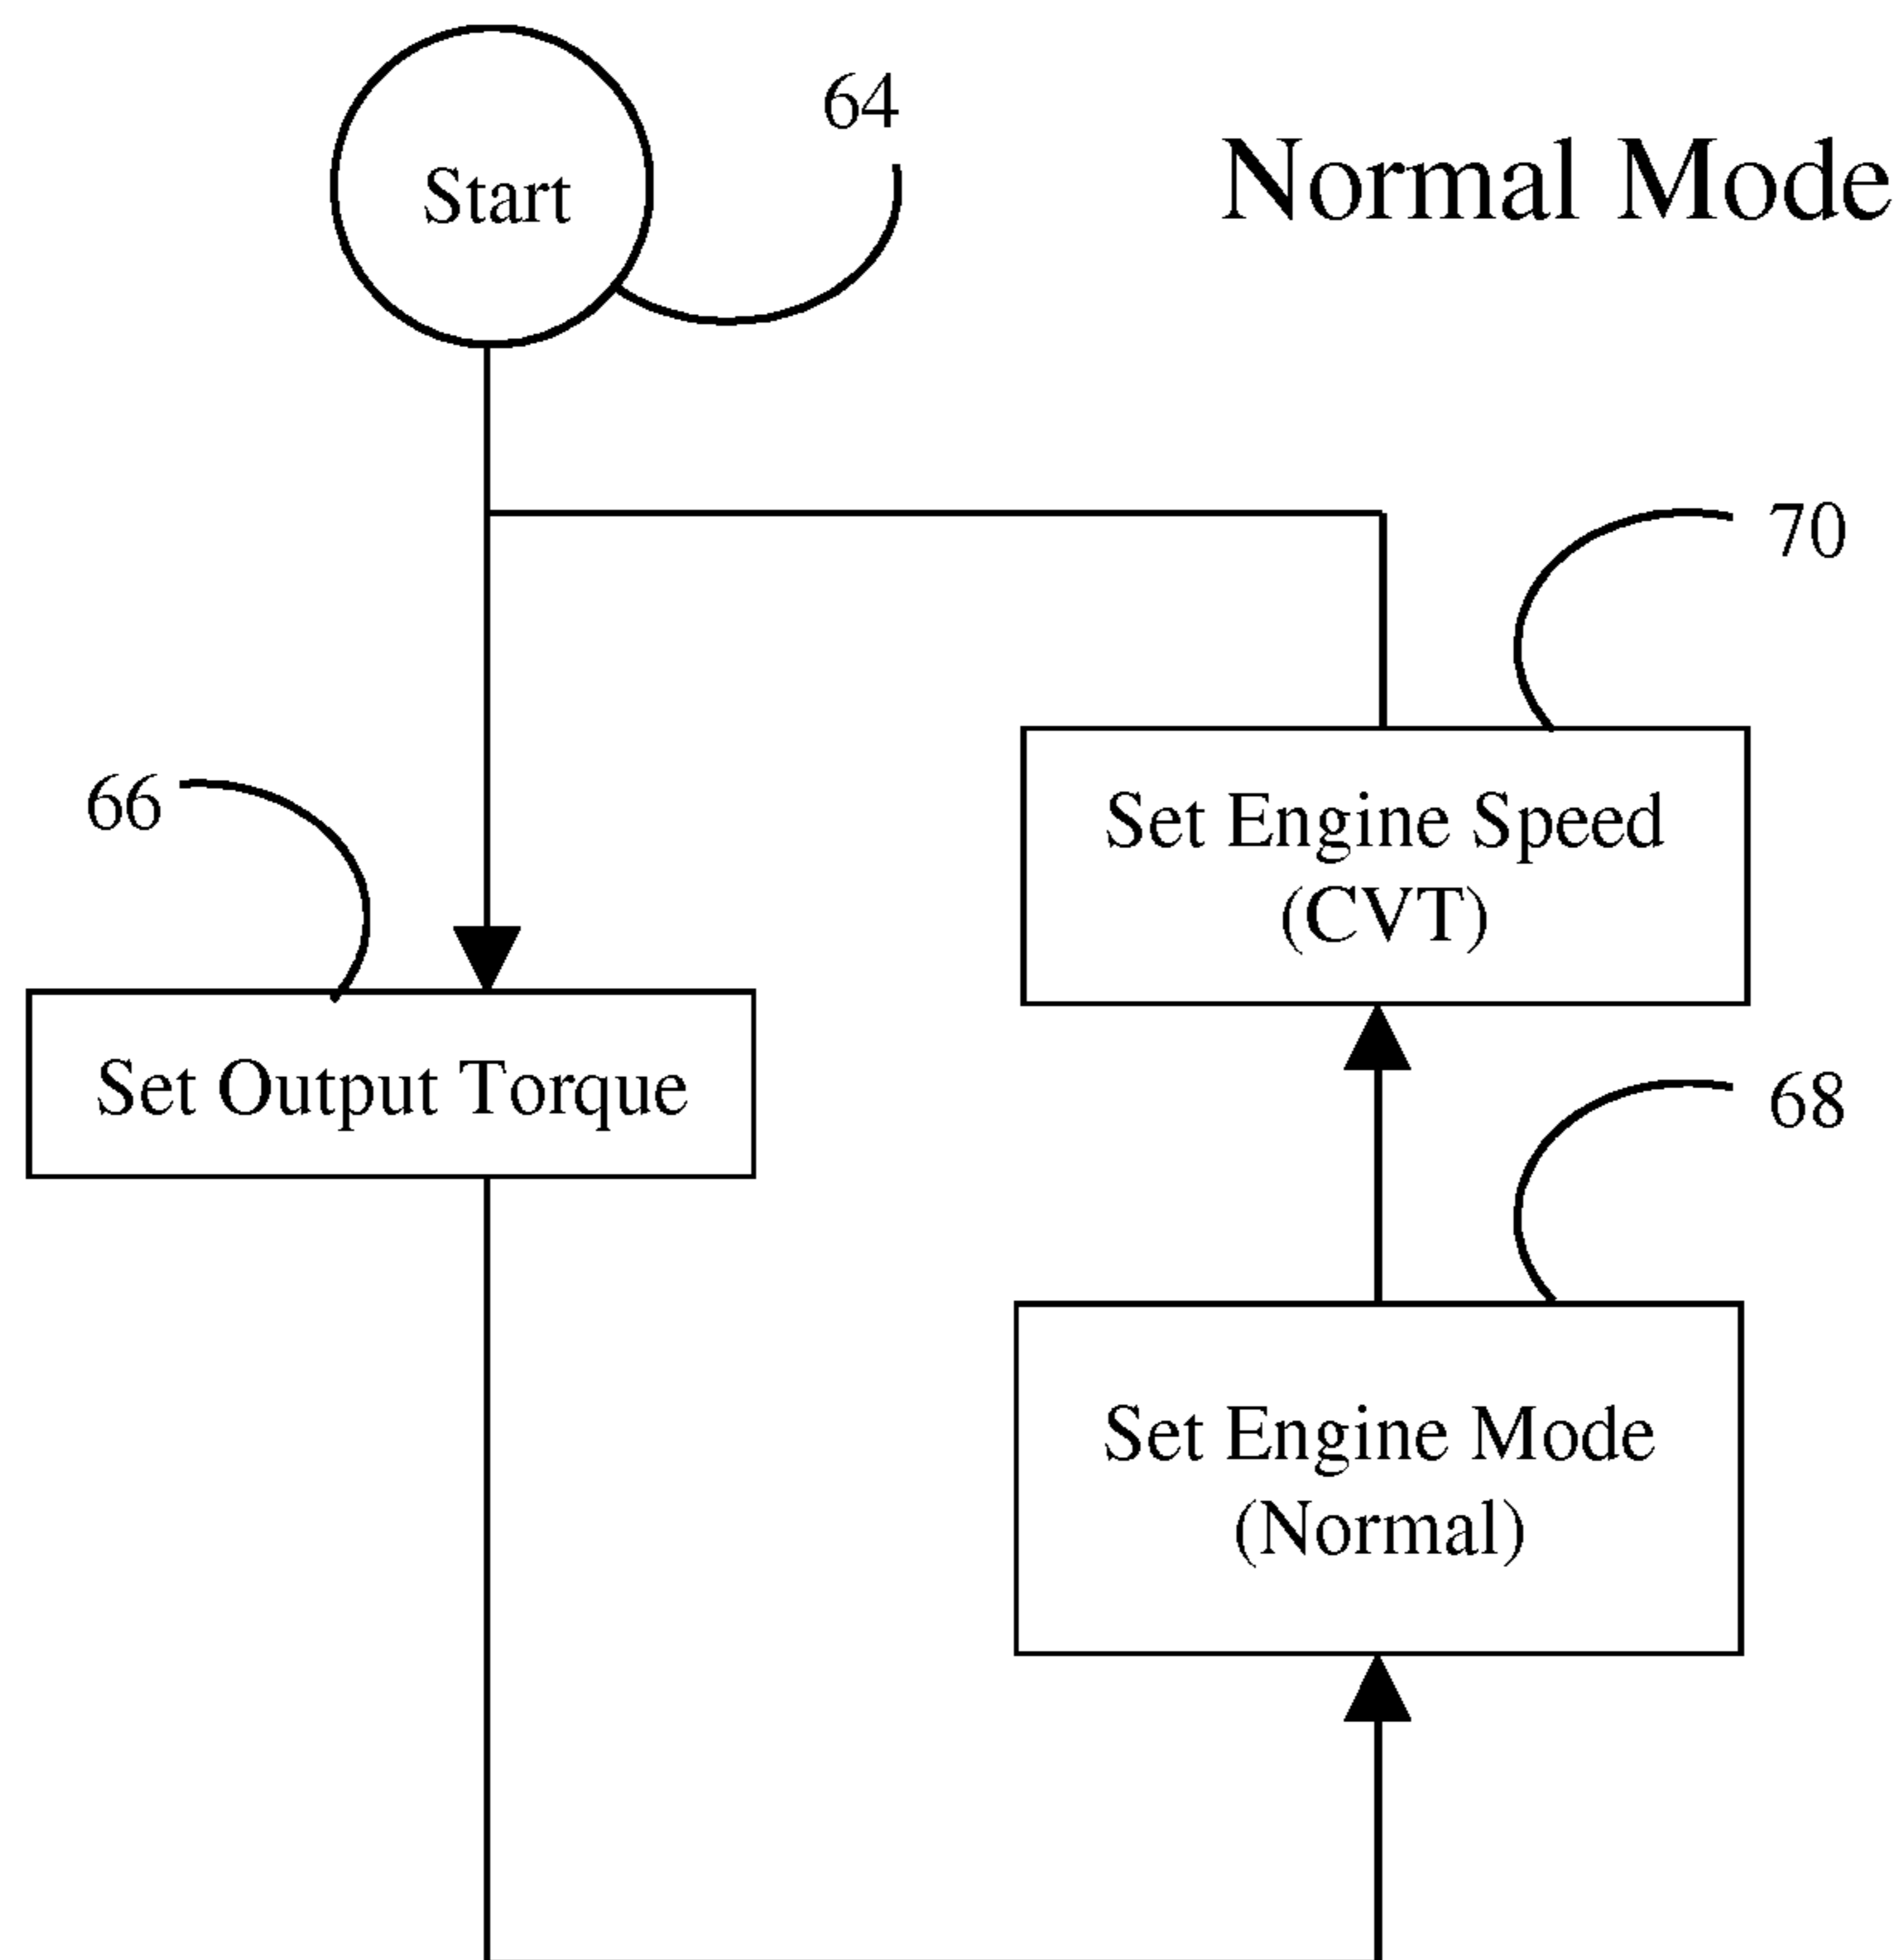 64
Start
Normal Mode
70
66
Set Engine Speed
(CVT)
Set Output Torque
68
Set Engine Mode
(Normal)